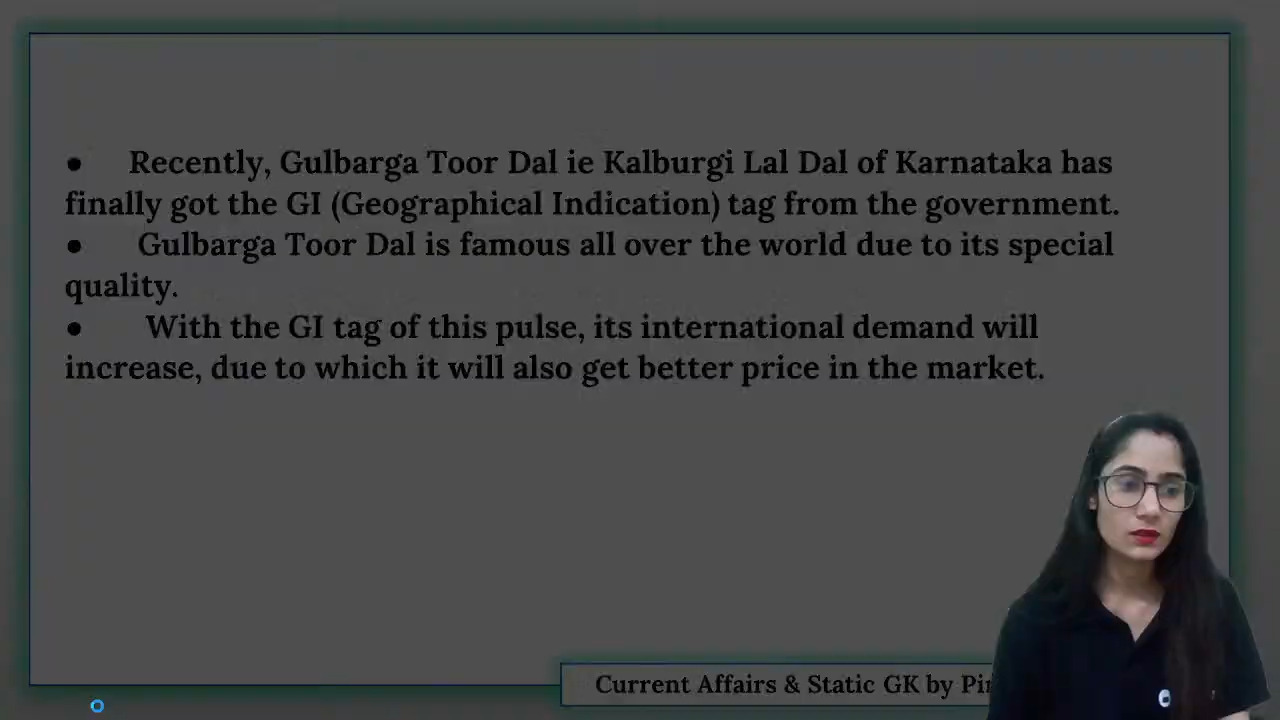 ● Recently, Gulbarga Toor Dal ie Kalburgi Lal Dal of Karnataka has
finally got the GI (Geographical Indication) tag from the government.
● Gulbarga Toor Dal is famous all over the world due to its special
quality.
● With the GI tag of this pulse, its international demand will
increase, due to which it will also get better price in the market.
Current Affairs & Static GK by